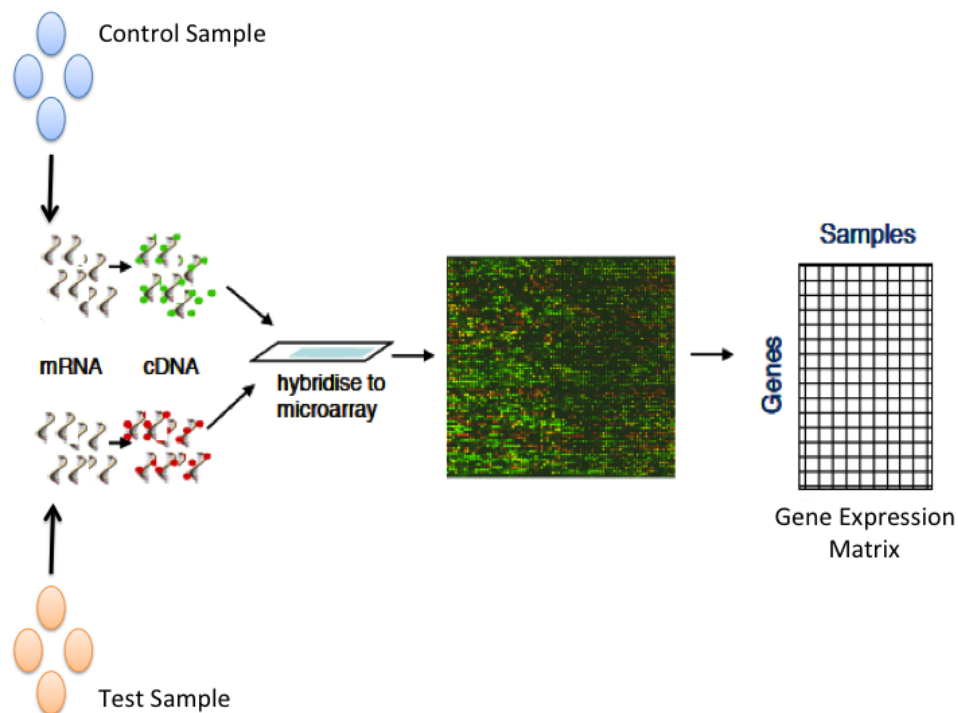 Control Sample
mRNA
cDNA
hybridise to
microarray
Samples
Genes
Gene Expression
Matrix
Test Sample